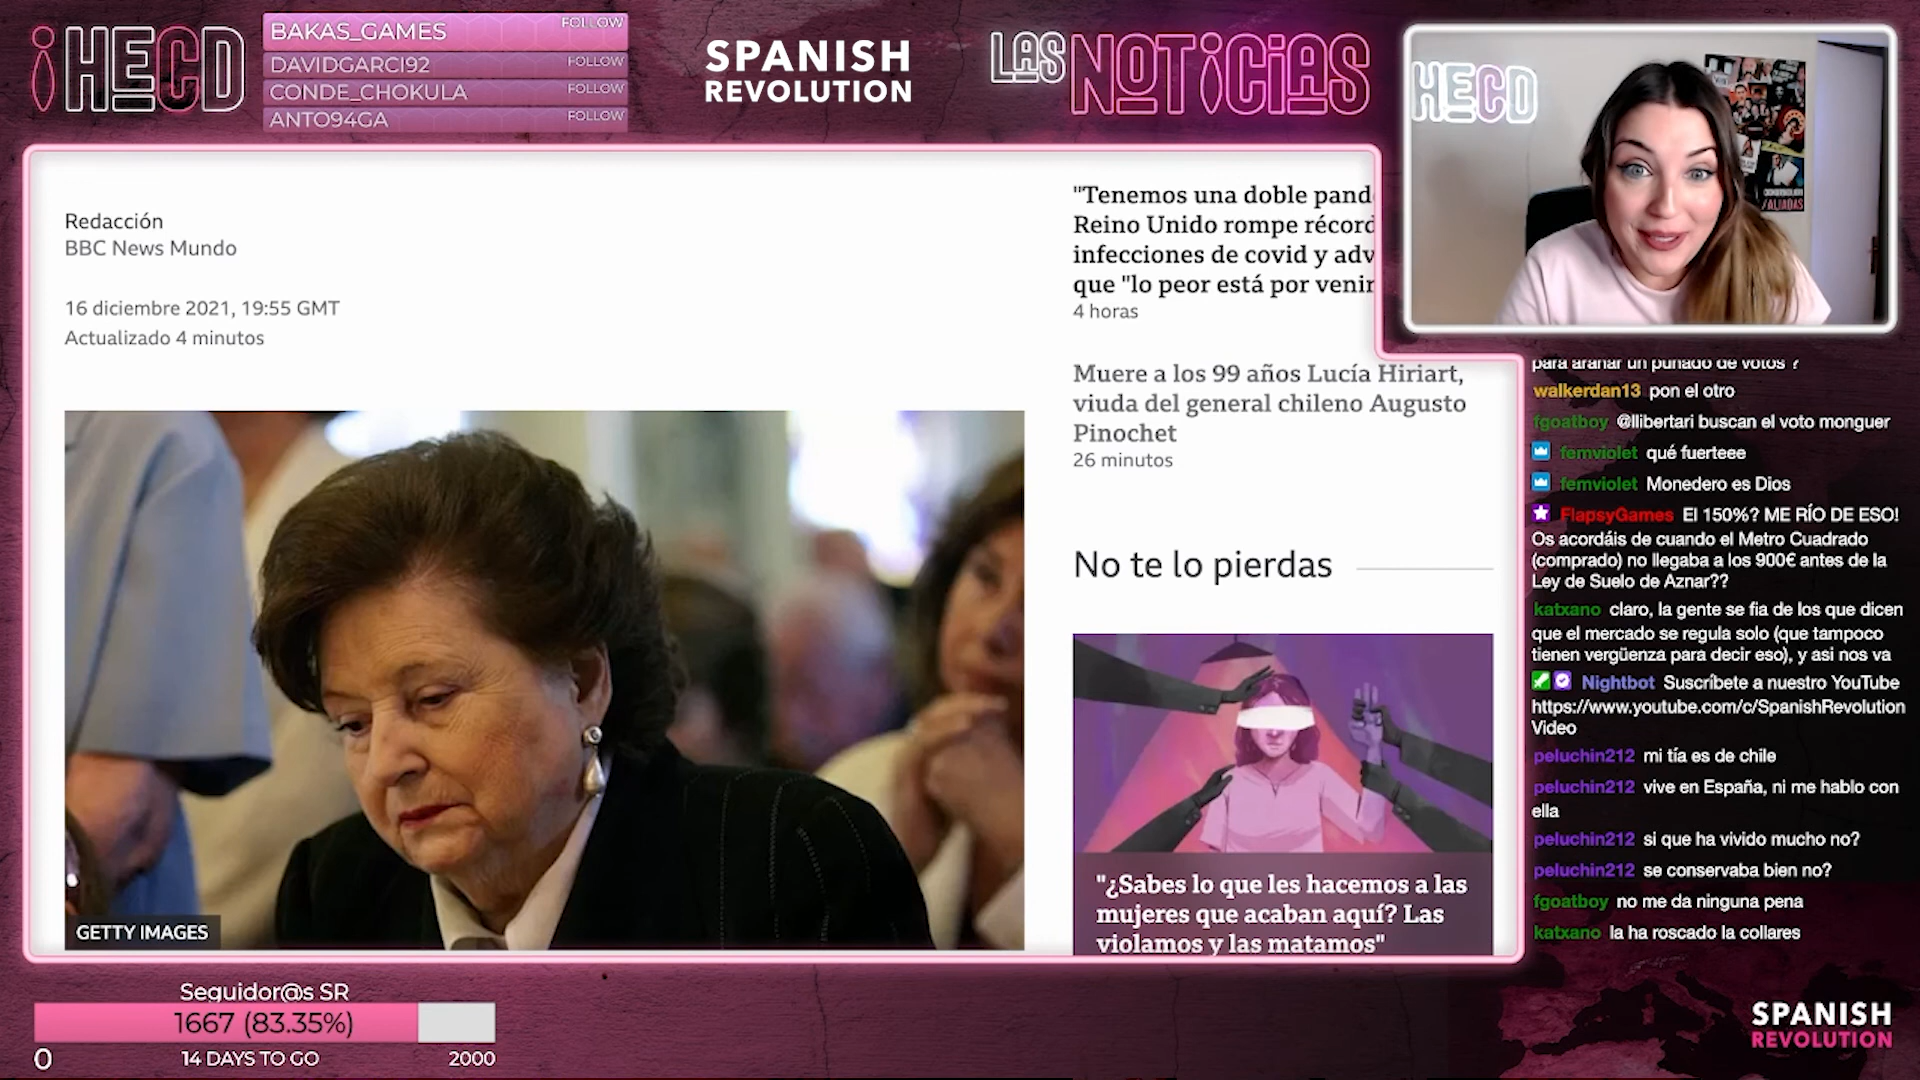 ¡HECD
BAKAS_GAMES FOLLOW
DAVIDGARCI92 FOLLOW
CONDE_CHOKULA FOLLOW
ANTO94GA FOLLOW
SPANISH
REVOLUTION
LAS NOTICIAS
HECD
/ALIADAS
Redacción
BBC News Mundo
16 diciembre 2021, 19:55 GMT
Actualizado 4 minutos
GETTY IMAGES
"Tenemos una doble pand
Reino Unido rompe récord
infecciones de covid y adv
que "lo peor está por venir
4 horas
Muere a los 99 años Lucía Hiriart,
viuda del general chileno Augusto
Pinochet
26 minutos
No te lo pierdas
"¿Sabes lo que les hacemos a las
mujeres que acaban aquí? Las
violamos y las matamos"
para arañar un puñado de votos ?
walkerdan13 pon el otro
fgoatboy @llibertari buscan el voto monguer
femviolet qué fuerteee
femviolet Monedero es Dios
FlapsyGames El 150%? ME RÍO DE ESO!
Os acordáis de cuando el Metro Cuadrado
(comprado) no llegaba a los 900€ antes de la
Ley de Suelo de Aznar??
katxano claro, la gente se fia de los que dicen
que el mercado se regula solo (que tampoco
tienen vergüenza para decir eso), y asi nos va
Nightbot Suscríbete a nuestro YouTube
https://www.youtube.com/c/SpanishRevolution
Video
peluchin212 mi tía es de chile
peluchin212 vive en España, ni me hablo con
ella
peluchin212 si que ha vivido mucho no?
peluchin212 se conservaba bien no?
fgoatboy no me da ninguna pena
katxano la ha roscado la collares
Seguidor@s SR
1667 (83.35%)
0 14 DAYS TO GO 2000
SPANISH
REVOLUTION